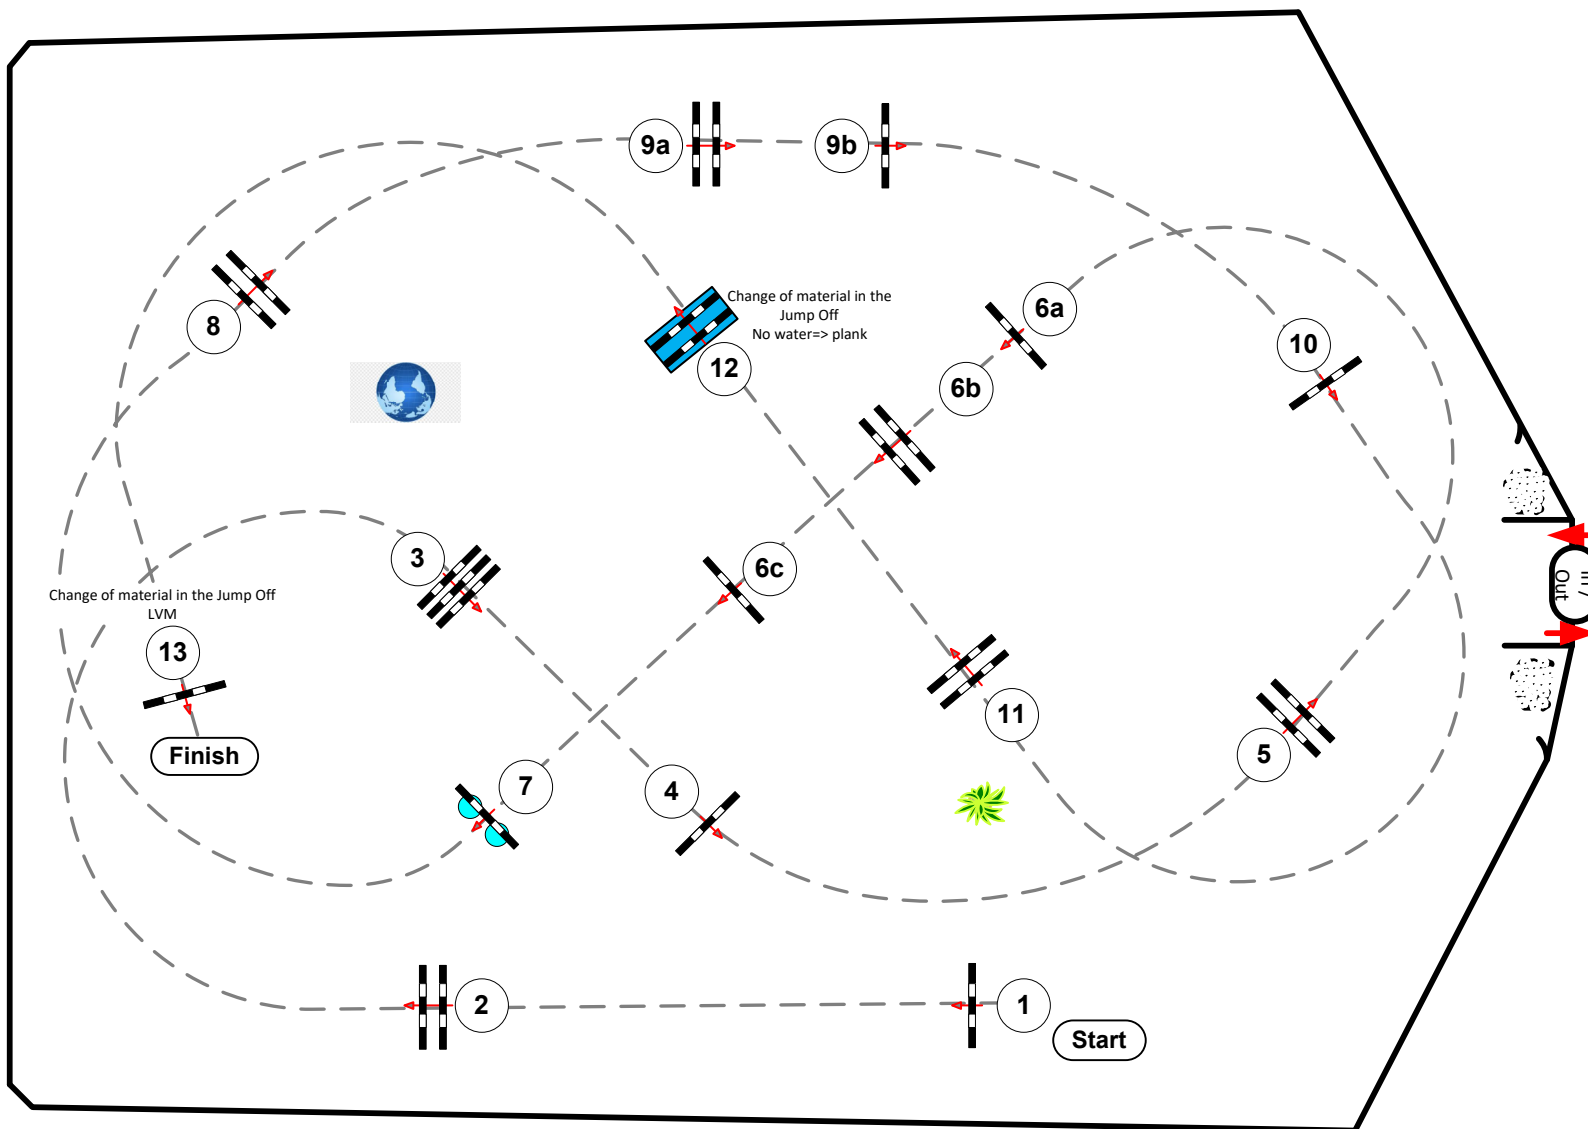 9a
9b
8
Change of material in the
Jump Off
No water=> plank
6a
10
12
6b
3
6c
In /
Out
Change of material in the Jump Off
LVM
13
11
Finish
5
7
4
2
1
Start